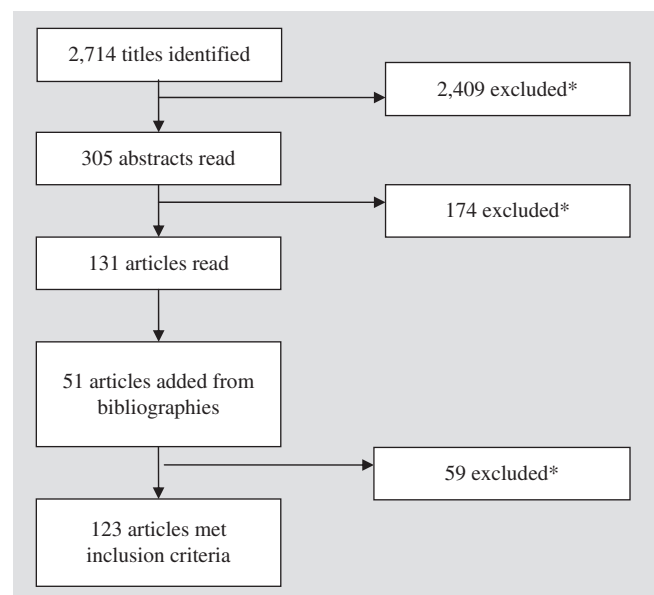 2,714 titles identified
2,409 excluded*
305 abstracts read
174 excluded*
131 articles read
51 articles added from
bibliographies
59 excluded*
123 articles met
inclusion criteria